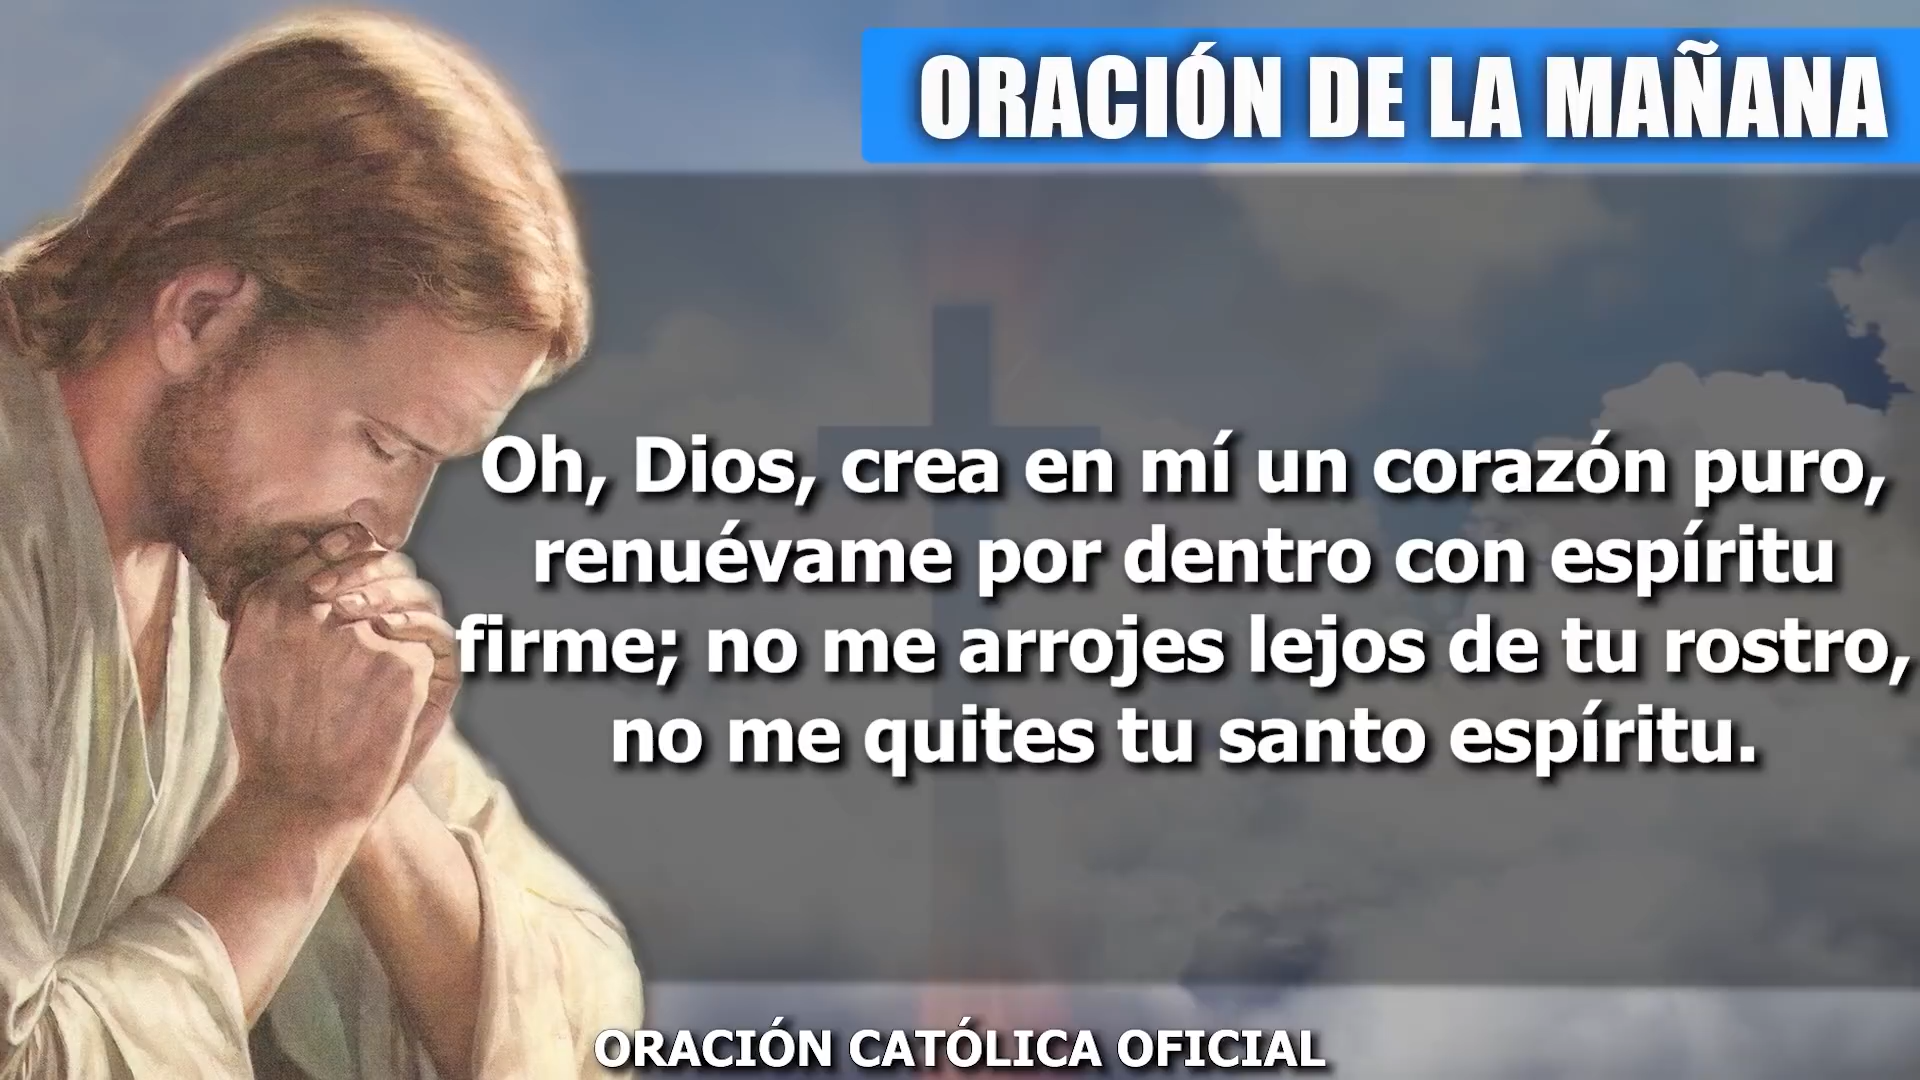 ORACIÓN DE LA MAÑANA
Oh, Dios, crea en mí un corazón puro,
renuévame por dentro con espíritu
firme; no me arrojes lejos de tu rostro,
no me quites tu santo espíritu.
ORACIÓN CATÓLICA OFICIAL